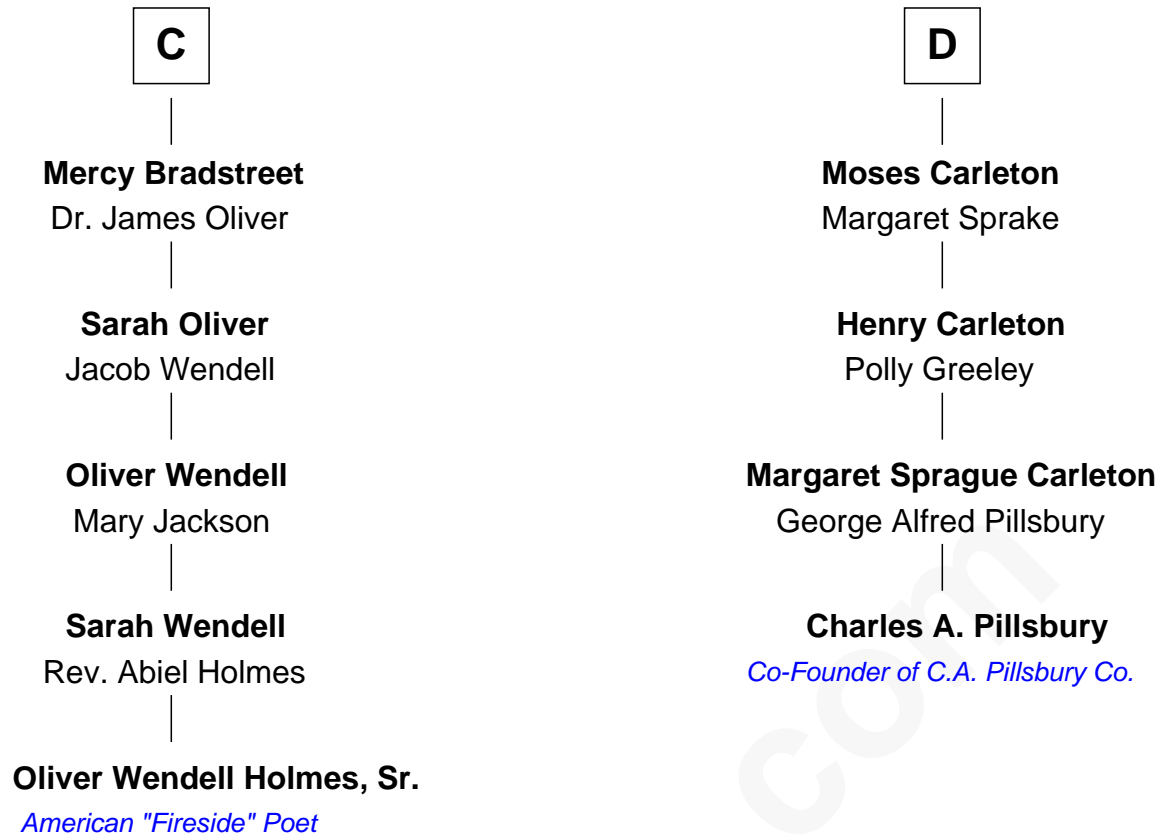 C
Mercy Bradstreet
Dr. James Oliver
Sarah Oliver
Jacob Wendell
Oliver Wendell
Mary Jackson
Sarah Wendell
Rev. Abiel Holmes
Oliver Wendell Holmes, Sr.
American "Fireside" Poet
D
Moses Carleton
Margaret Sprake
Henry Carleton
Polly Greeley
Margaret Sprague Carleton
George Alfred Pillsbury
Charles A. Pillsbury
Co-Founder of C.A. Pillsbury Co.
com